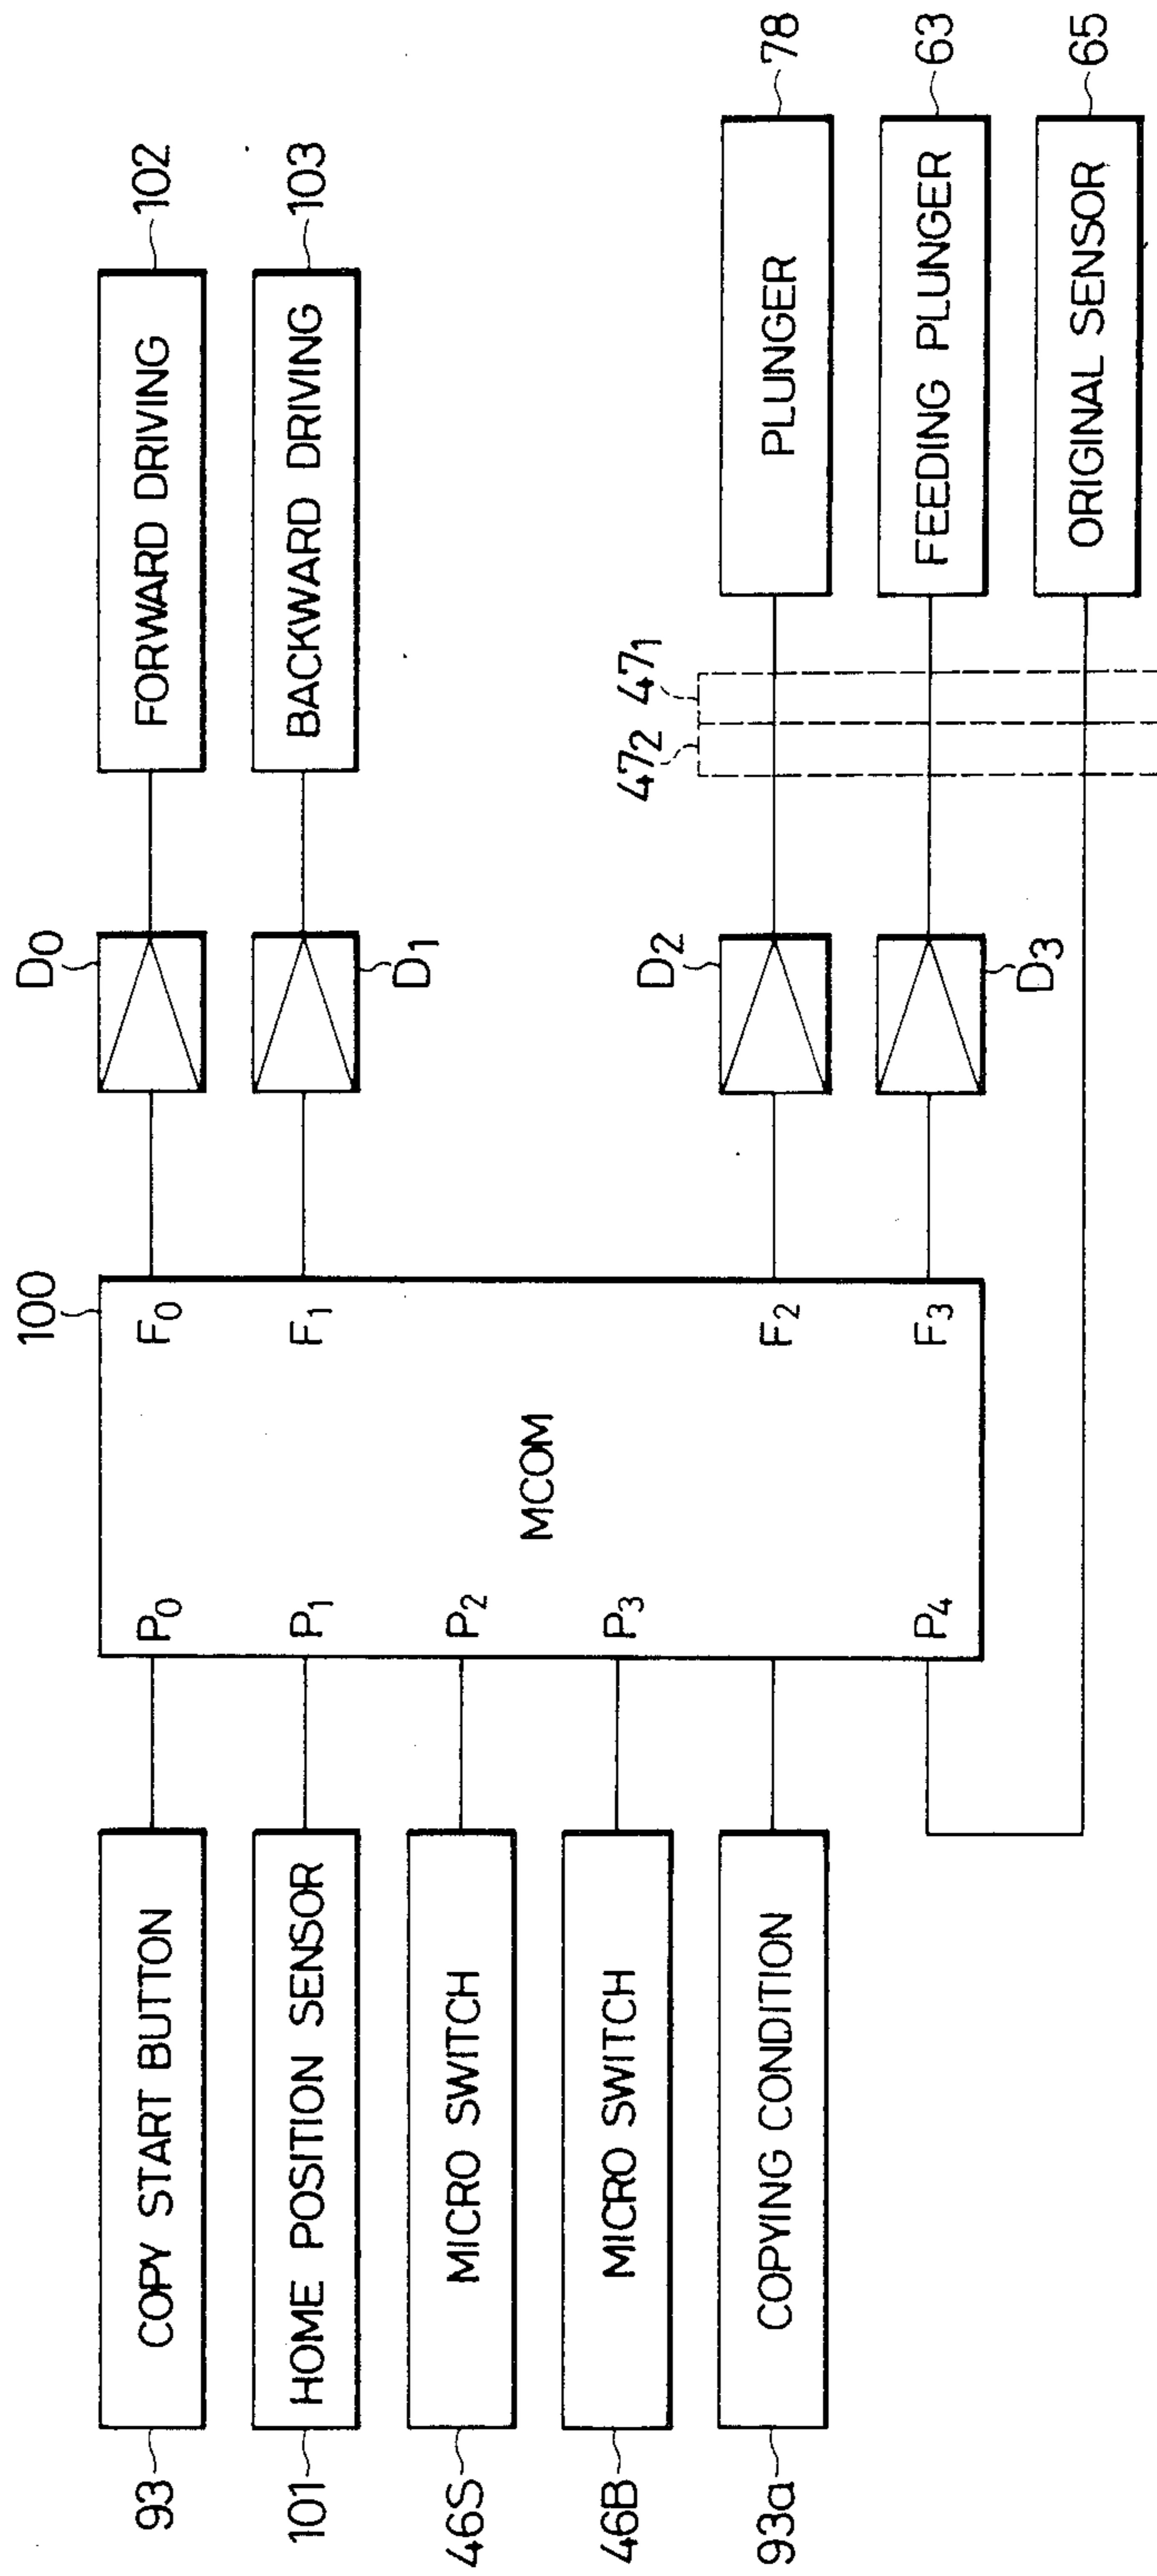 93
COPY START BUTTON
101
HOME POSITION SENSOR
46S
MICRO SWITCH
46B
MICRO SWITCH
93a
COPYING CONDITION
100
P0
P1
P2
P3
P4
MCOM
F0
F1
F2
F3
D0
D1
D2
D3
FORWARD DRIVING
102
BACKWARD DRIVING
103
472
471
PLUNGER
78
FEEDING PLUNGER
63
ORIGINAL SENSOR
65